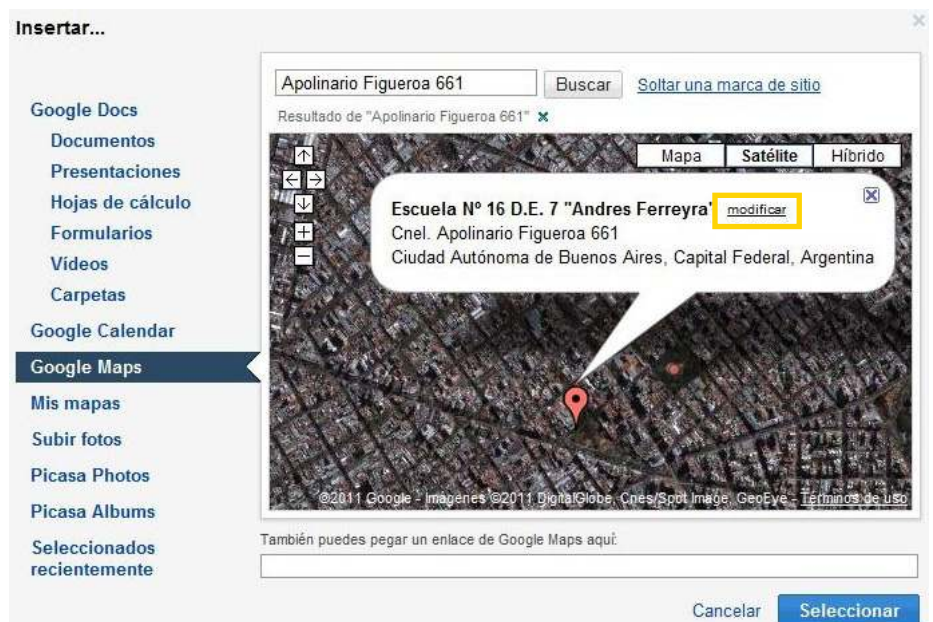 Insertar...
Google Docs
Documentos
Presentaciones
Hojas de cálculo
Formularios
Vídeos
Carpetas
Google Calendar
Google Maps
Mis mapas
Subir fotos
Picasa Photos
Picasa Albums
Seleccionados
recientemente
Apolinario Figueroa 661
Buscar
Soltar una marca de sitio
Resultado de "Apolinario Figueroa 661"
Mapa
Satélite
Híbrido
Escuela Nº 16 D.E. 7 "Andres Ferreyra" modificar
Cnel. Apolinario Figueroa 661
Ciudad Autónoma de Buenos Aires, Capital Federal, Argentina
©2011 Google - Imágenes ©2011 DigitalGlobe, Cnes/Spot Image, GeoEye - Términos de uso
También puedes pegar un enlace de Google Maps aquí:
Cancelar
Seleccionar